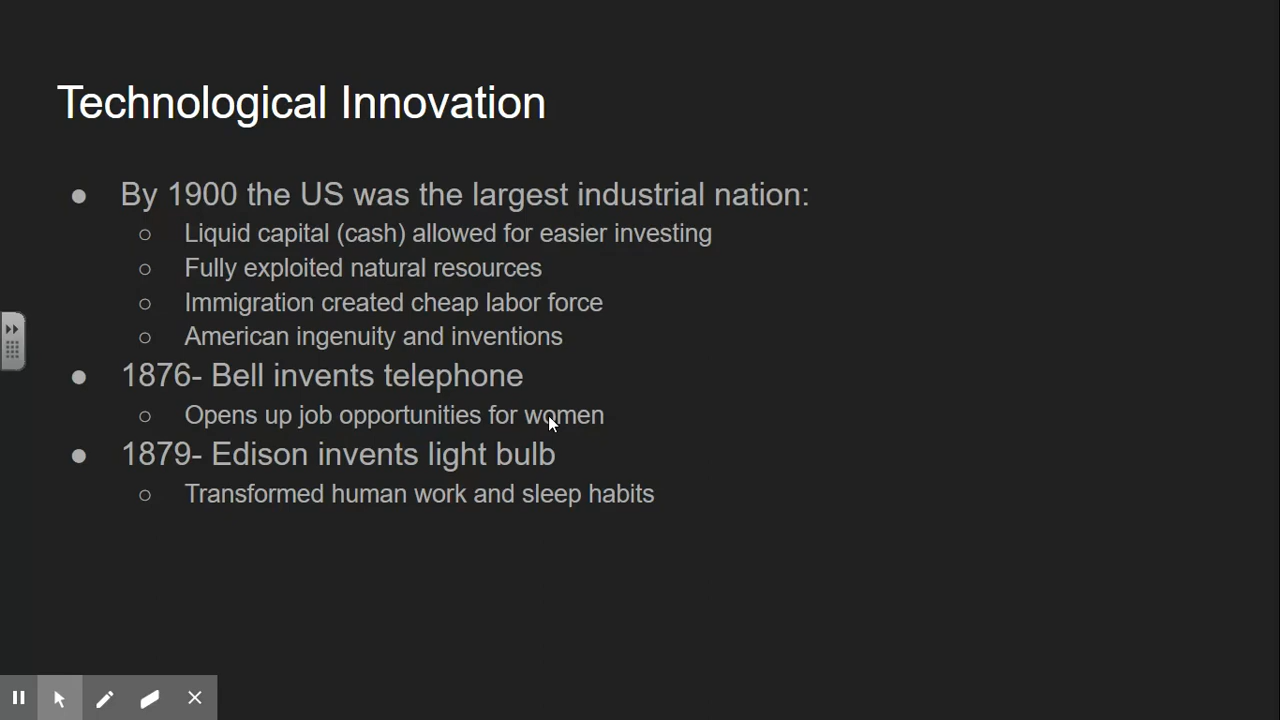 Technological Innovation
● By 1900 the US was the largest industrial nation:
○ Liquid capital (cash) allowed for easier investing
○ Fully exploited natural resources
○ Immigration created cheap labor force
○ American ingenuity and inventions
● 1876- Bell invents telephone
○ Opens up job opportunities for women
● 1879- Edison invents light bulb
○ Transformed human work and sleep habits